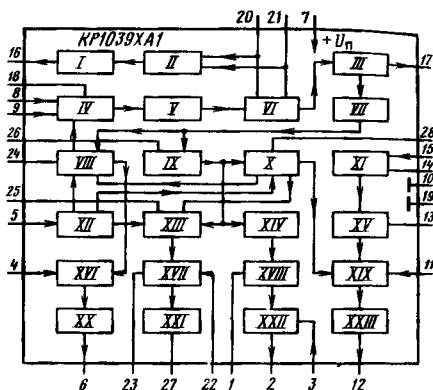 20 21 7
КР1039ХА1 + Uп
16 I II III 17
18
8 IV V VI VII
9
26 28
24 VIII IX X XI 15
14
25 10
19
5 XII XIII XIV XV 13
4 XVI XVII XVIII XIX 11
XX XXI XXII XXIII
6 23 27 22 1 2 3 12